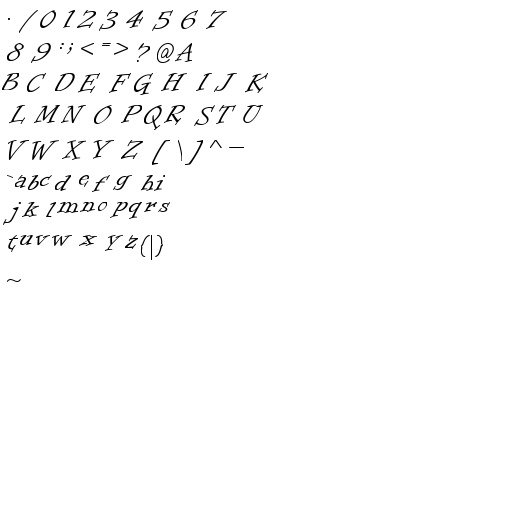 . / 0 1 2 3 4 5 6 7
8 9 : ; < = > ? @ A
B C D E F G H I J K
L M N O P Q R S T U
V W X Y Z [ \ ] ^ —
` a b c d e f g h i
j k l m n o p q r s
t u v w x y z ( | )
~